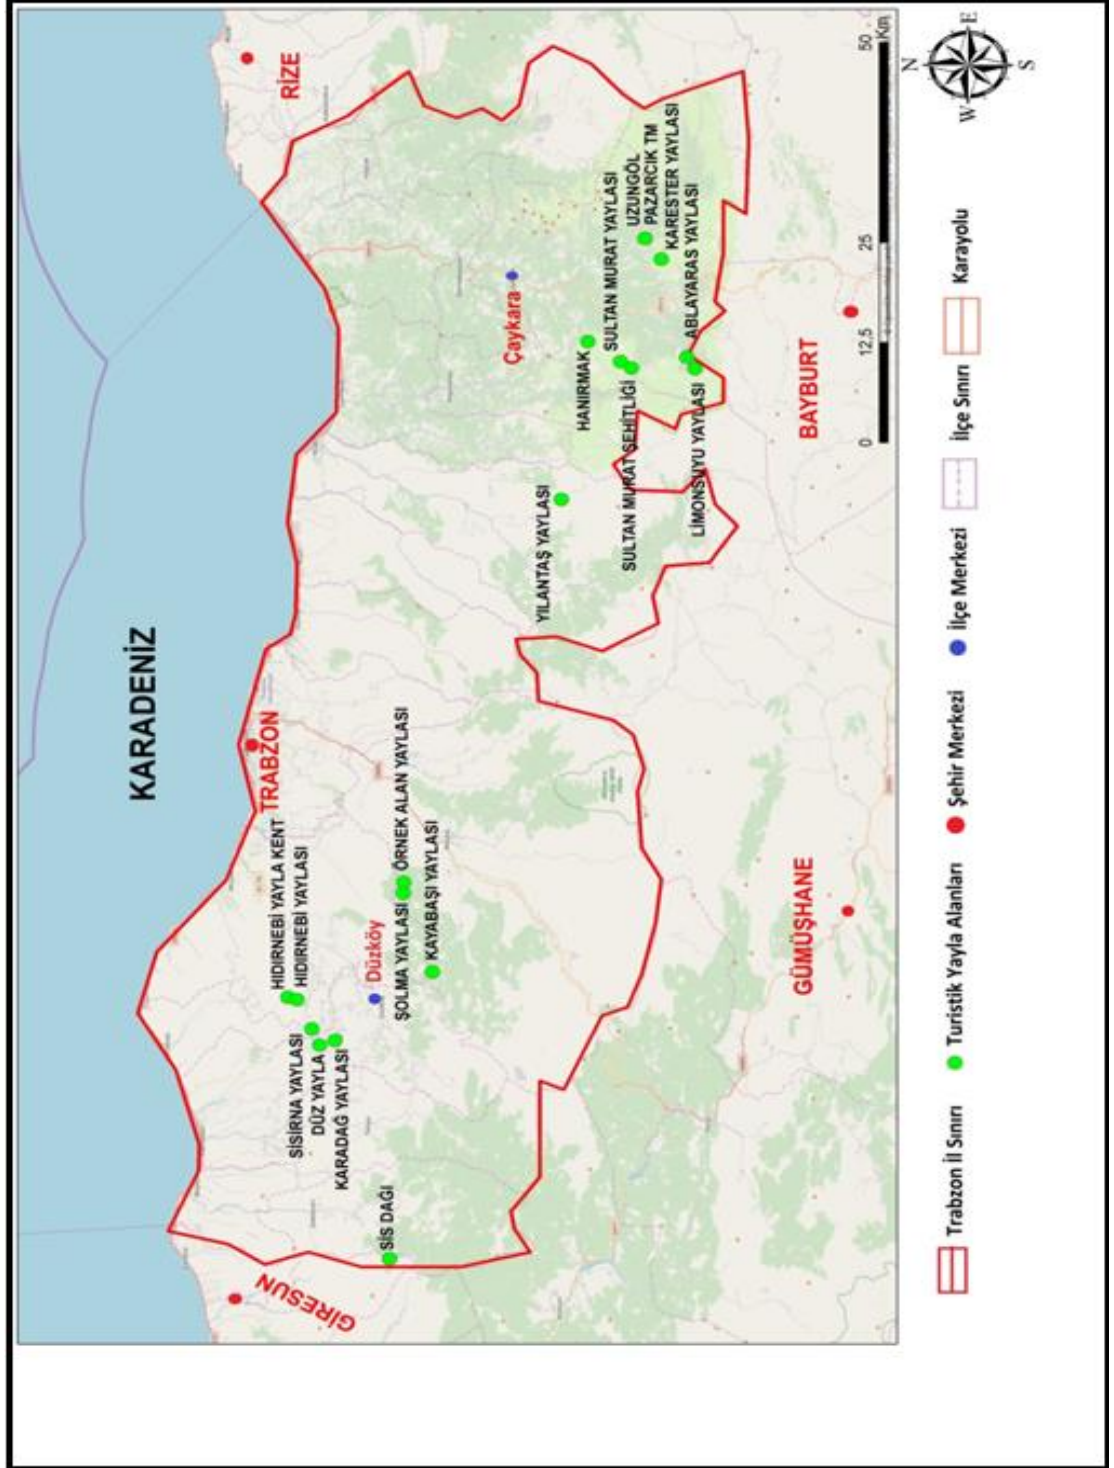 KARADENİZ
RİZE
TRABZON
GİRESUN
GÜMÜŞHANE
BAYBURT
HIDIRNEBİ YAYLA KENT
HIDIRNEBİ YAYLASI
SİSİRNA YAYLASI
DÜZ YAYLA
KARADAĞ YAYLASI
SİS DAĞI
Düzköy
ŞOLMA YAYLASI
ÖRNEK ALAN YAYLASI
KAYABAŞI YAYLASI
YILANTAŞ YAYLASI
Çaykara
HANIRMAK
SULTAN MURAT YAYLASI
SULTAN MURAT ŞEHİTLİĞİ
UZUNGÖL
PAZARCIK TM
KARESTER YAYLASI
ABLAYARAS YAYLASI
LİMONSUYU YAYLASI
0 12,5 25 50
Km
N
E
S
W
Trabzon İl Sınırı
Turistik Yayla Alanları
Şehir Merkezi
İlçe Merkezi
İlçe Sınırı
Karayolu